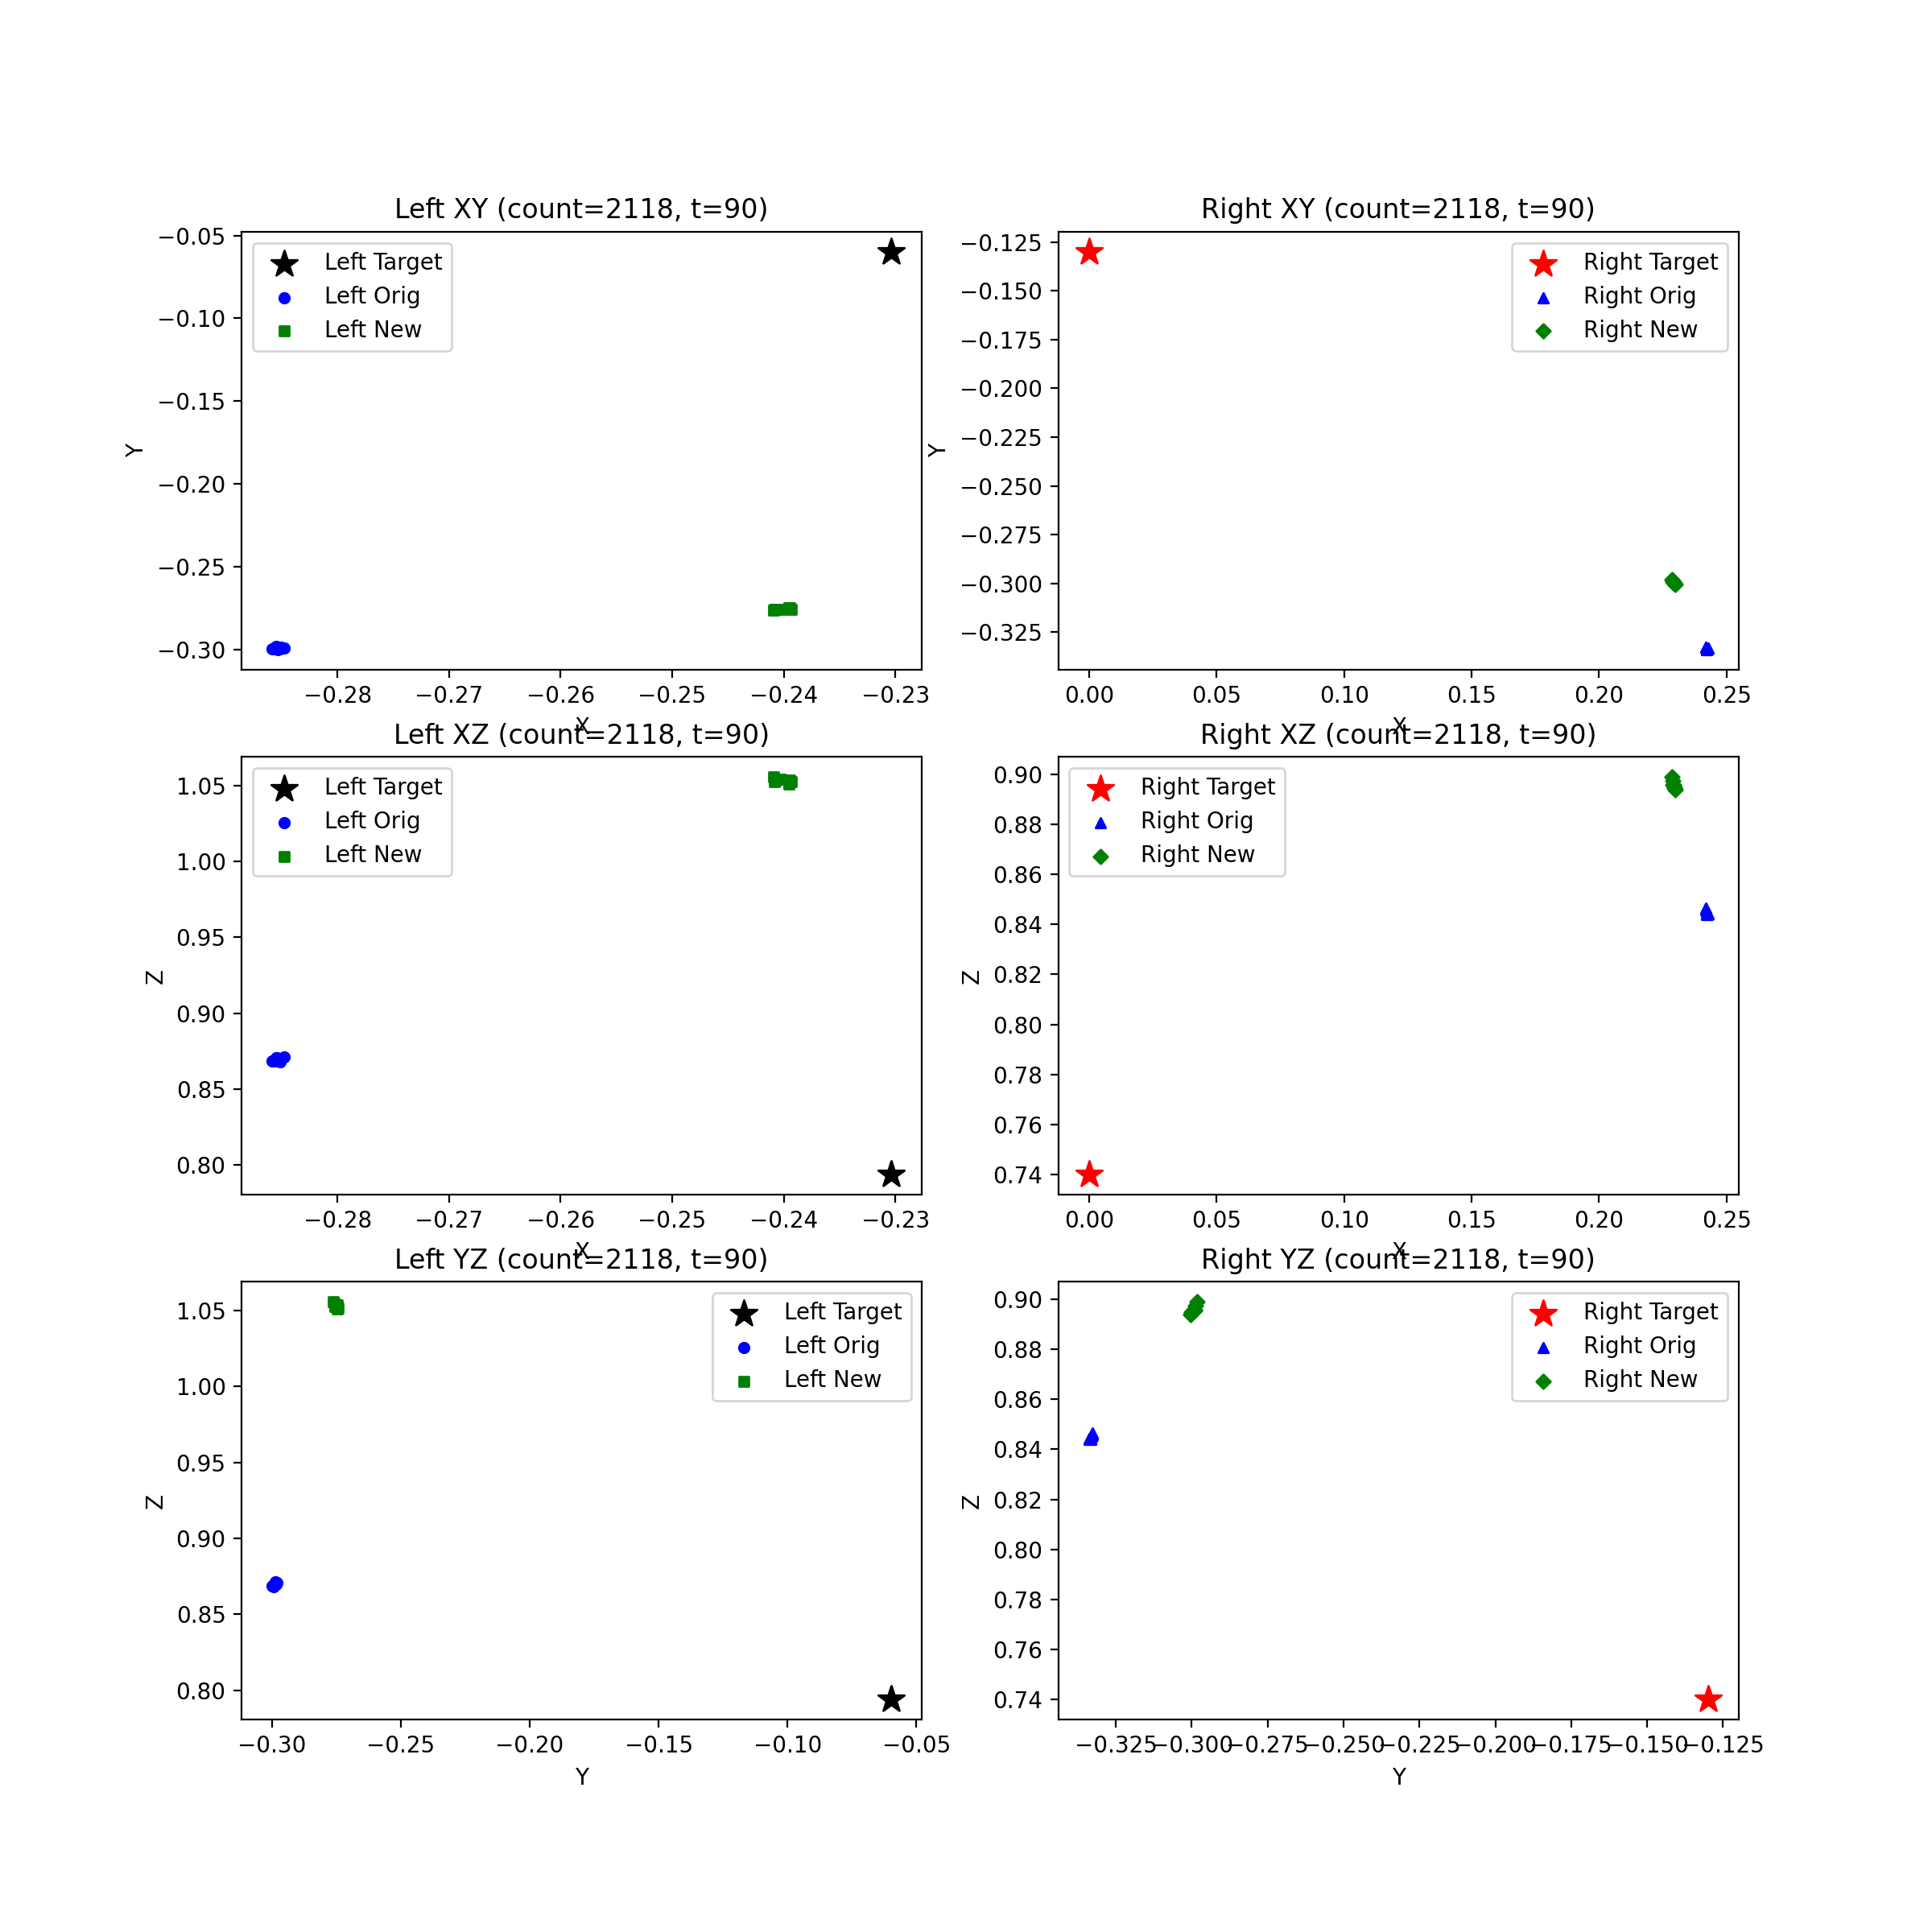 Left XY (count=2118, t=90)
−0.05
−0.10
−0.15
−0.20
−0.25
−0.30
Y
Left Target
Left Orig
Left New
−0.28
−0.27
−0.26
−0.25
−0.24
−0.23
X
Right XY (count=2118, t=90)
−0.125
−0.150
−0.175
−0.200
−0.225
−0.250
−0.275
−0.300
−0.325
Y
Right Target
Right Orig
Right New
0.00
0.05
0.10
0.15
0.20
0.25
X
Left XZ (count=2118, t=90)
1.05
1.00
0.95
0.90
0.85
0.80
Z
Left Target
Left Orig
Left New
−0.28
−0.27
−0.26
−0.25
−0.24
−0.23
X
Right XZ (count=2118, t=90)
0.90
0.88
0.86
0.84
0.82
0.80
0.78
0.76
0.74
Z
Right Target
Right Orig
Right New
0.00
0.05
0.10
0.15
0.20
0.25
X
Left YZ (count=2118, t=90)
1.05
1.00
0.95
0.90
0.85
0.80
Z
Left Target
Left Orig
Left New
−0.30
−0.25
−0.20
−0.15
−0.10
−0.05
Y
Right YZ (count=2118, t=90)
0.90
0.88
0.86
0.84
0.82
0.80
0.78
0.76
0.74
Z
Right Target
Right Orig
Right New
−0.325
−0.300
−0.275
−0.250
−0.225
−0.200
−0.175
−0.150
−0.125
Y